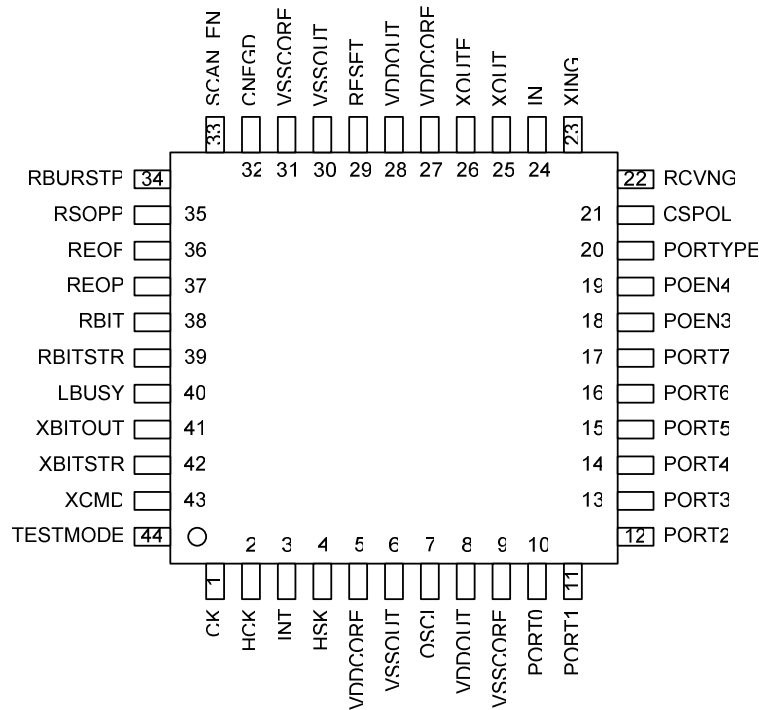 SCAN_EN
CNFGD
VSSCORE
VSSOUT
RESET
VDDOUT
VDDCORE
XOUTE
XOUT
IN
XING
33
32
31
30
29
28
27
26
25
24
23
RBURSTP 34
22 RCVNG
RSOPP 35
21 CSPOL
REOF 36
20 PORTYPE
REOP 37
19 POEN4
RBIT 38
18 POEN3
RBITSTR 39
17 PORT7
LBUSY 40
16 PORT6
XBITOUT 41
15 PORT5
XBITSTR 42
14 PORT4
XCMD 43
13 PORT3
TESTMODE 44
12 PORT2
1
2
3
4
5
6
7
8
9
10
11
CK
HCK
INT
HSK
VDDCORE
VSSOUT
OSCI
VDDOUT
VSSCORE
PORT0
PORT1